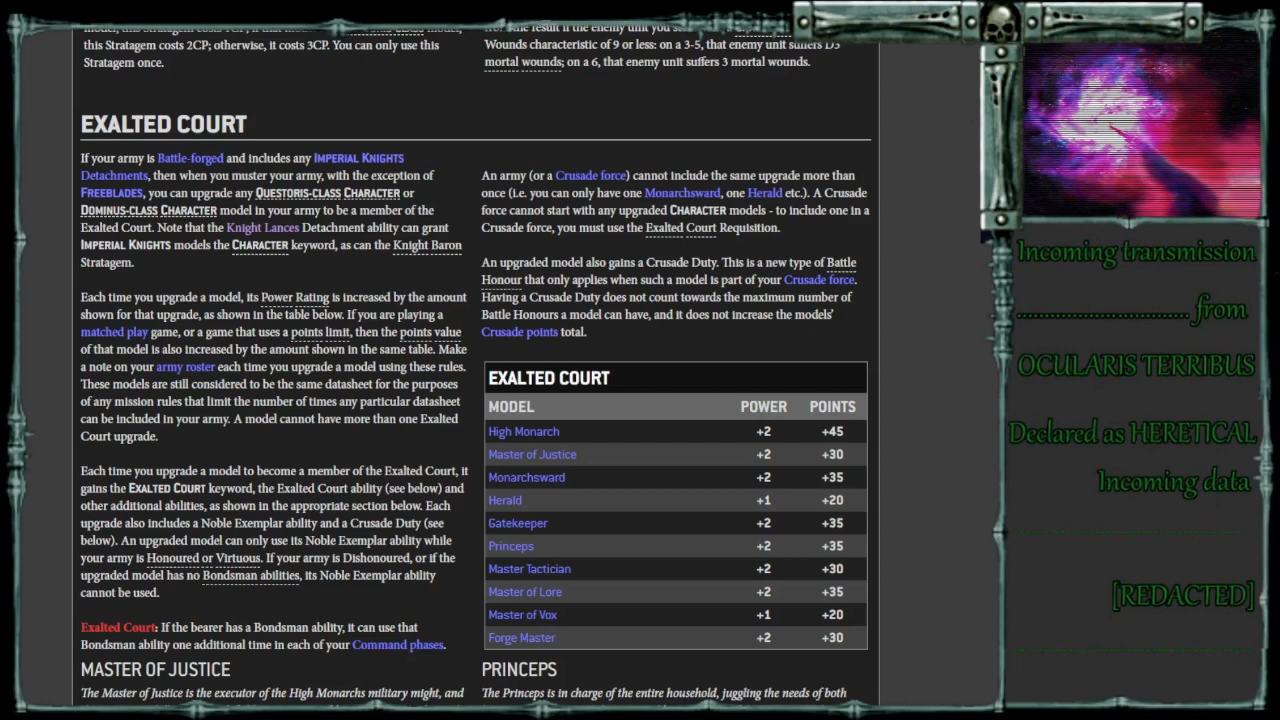 this Stratagem costs 2CP; otherwise, it costs 3CP. You can only use this
Stratagem once.
Wounds characteristic of 9 or less: on a 3-5, that enemy unit suffers D3
mortal wounds; on a 6, that enemy unit suffers 3 mortal wounds.
EXALTED COURT
If your army is Battle-forged and includes any IMPERIAL KNIGHTS
Detachments, then when you muster your army, with the exception of
FREEBLADES, you can upgrade any QUESTORIS-CLASS CHARACTER or
DOMINUS-CLASS CHARACTER model in your army to be a member of the
Exalted Court. Note that the Knight Lances Detachment ability can grant
IMPERIAL KNIGHTS models the CHARACTER keyword, as can the Knight Baron
Stratagem.
Each time you upgrade a model, its Power Rating is increased by the amount
shown for that upgrade, as shown in the table below. If you are playing a
matched play game, or a game that uses a points limit, then the points value
of that model is also increased by the amount shown in the same table. Make
a note on your army roster each time you upgrade a model using these rules.
These models are still considered to be the same datasheet for the purposes
of any mission rules that limit the number of times any particular datasheet
can be included in your army. A model cannot have more than one Exalted
Court upgrade.
Each time you upgrade a model to become a member of the Exalted Court, it
gains the EXALTED COURT keyword, the Exalted Court ability (see below) and
other additional abilities, as shown in the appropriate section below. Each
upgrade also includes a Noble Exemplar ability and a Crusade Duty (see
below). An upgraded model can only use its Noble Exemplar ability while
your army is Honoured or Virtuous. If your army is Dishonoured, or if the
upgraded model has no Bondsman abilities, its Noble Exemplar ability
cannot be used.
Exalted Court: If the bearer has a Bondsman ability, it can use that
Bondsman ability one additional time in each of your Command phases.
MASTER OF JUSTICE
The Master of Justice is the executor of the High Monarchs military might, and
An army (or a Crusade force) cannot include the same upgrade more than
once (i.e. you can only have one Monarchsward, one Herald etc.). A Crusade
force cannot start with any upgraded CHARACTER models - to include one in a
Crusade force, you must use the Exalted Court Requisition.
An upgraded model also gains a Crusade Duty. This is a new type of Battle
Honour that only applies when such a model is part of your Crusade force.
Having a Crusade Duty does not count towards the maximum number of
Battle Honours a model can have, and it does not increase the models'
Crusade points total.
EXALTED COURT
MODEL POWER POINTS
High Monarch +2 +45
Master of Justice +2 +30
Monarchsward +2 +35
Herald +1 +20
Gatekeeper +2 +35
Princeps +2 +35
Master Tactician +2 +30
Master of Lore +2 +35
Master of Vox +1 +20
Forge Master +2 +30
PRINCEPS
The Princeps is in charge of the entire household, juggling the needs of both
Incoming transmission
.............................. from
OCULARIS TERRIBUS
Declared as HERETICAL
Incoming data
[REDACTED]